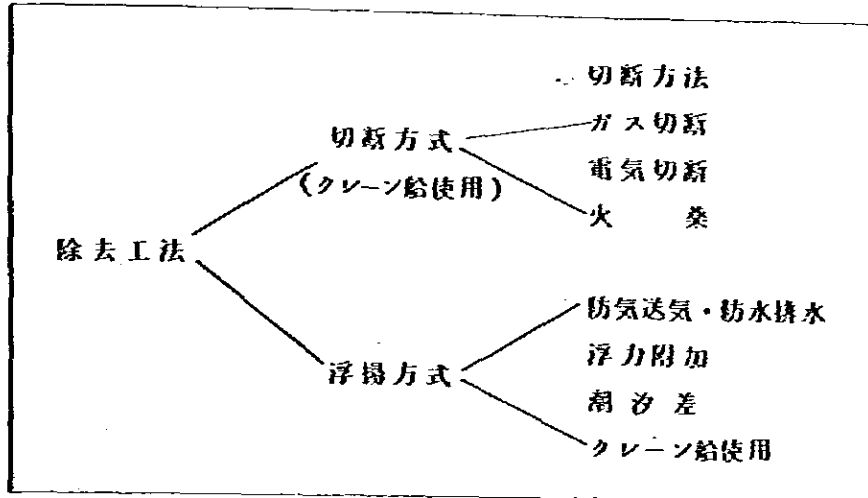 切断方法
ガス切断
切断方式
(クレーン船使用)
電気切断
火薬
除去工法
防気送気・防水排水
浮力附加
浮揚方式
潮汐差
クレーン船使用